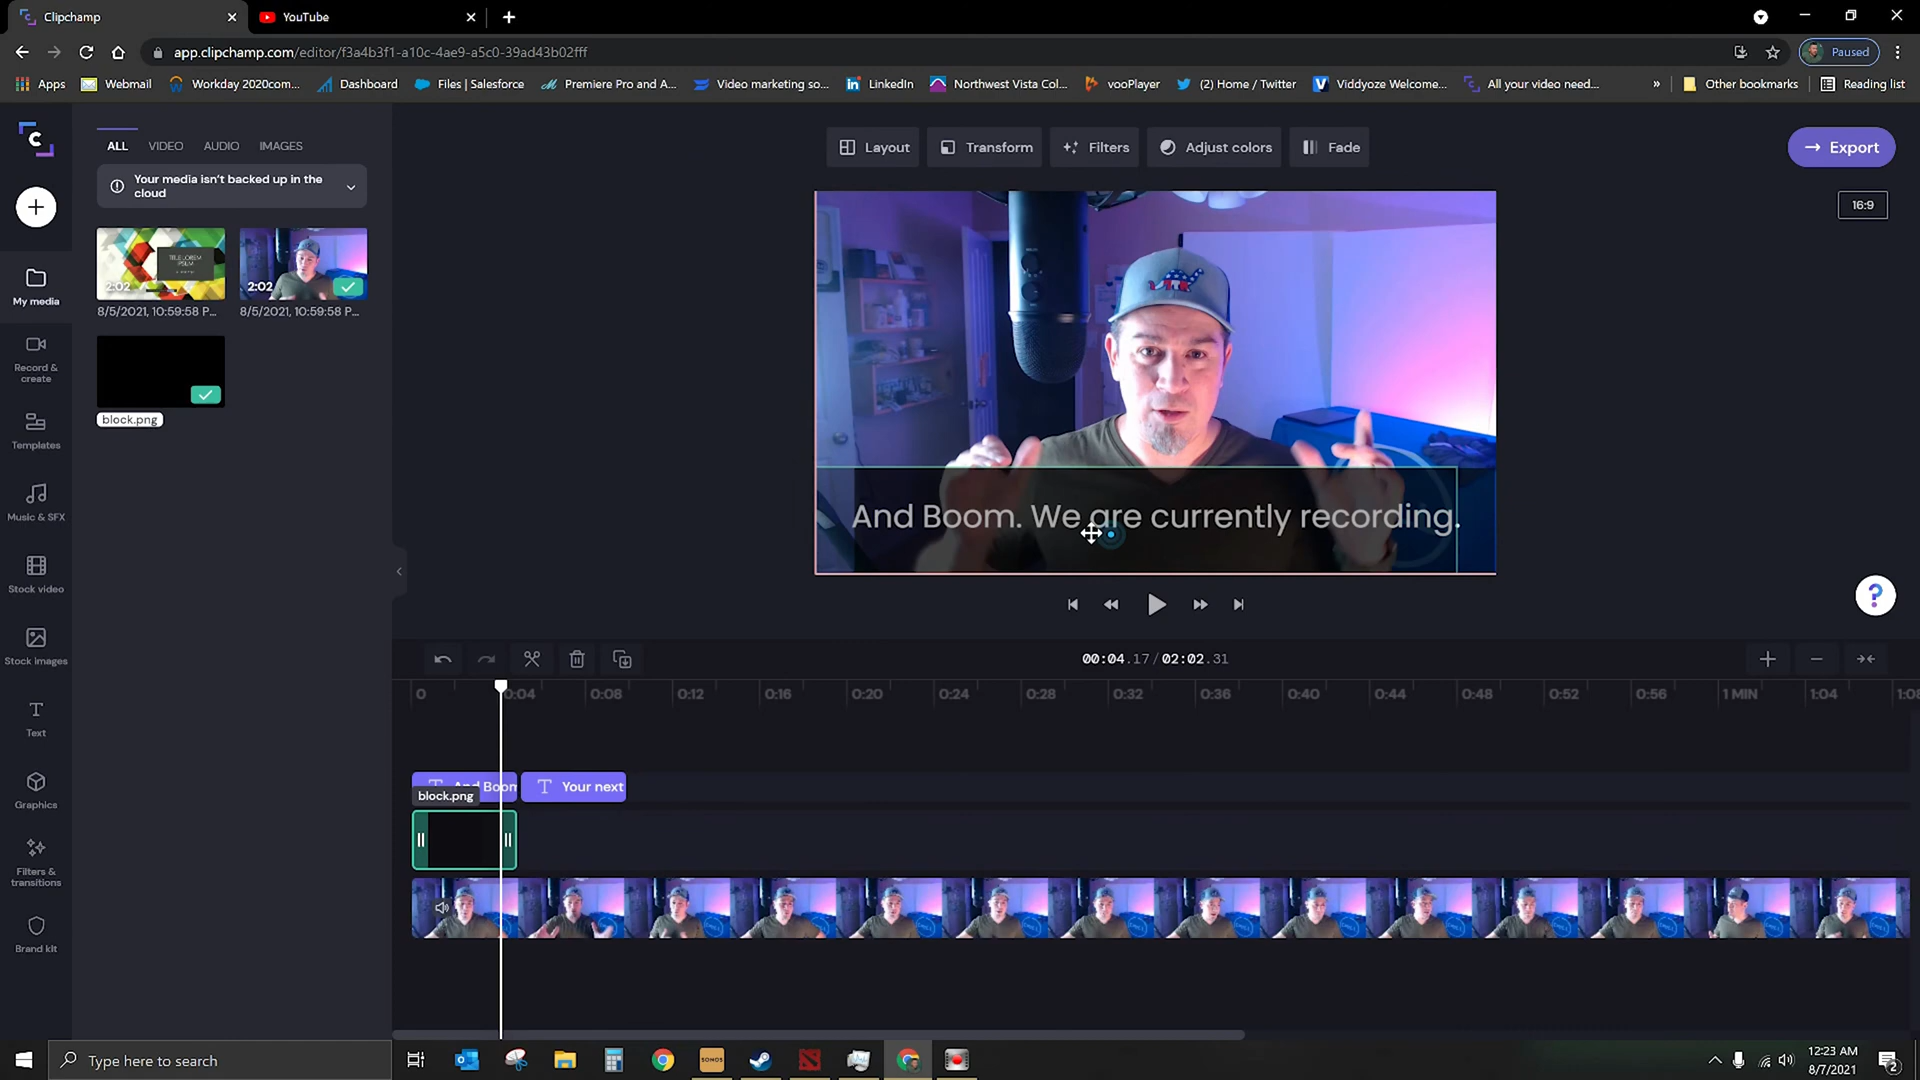 Clipchamp
YouTube
app.clipchamp.com/editor/f3a4b3f1-a10c-4ae9-a5c0-39ad43b02fff
Paused
Apps
Webmail
Workday 2020com...
Dashboard
Files | Salesforce
Premiere Pro and A...
Video marketing so...
LinkedIn
Northwest Vista Col...
vooPlayer
(2) Home / Twitter
Viddyoze Welcome...
All your video need...
»
Other bookmarks
Reading list
ALL
VIDEO
AUDIO
IMAGES
Your media isn't backed up in the
cloud
2:02
8/5/2021, 10:59:58 P...
2:02
8/5/2021, 10:59:58 P...
block.png
My media
Record &
create
Templates
Music & SFX
Stock video
Stock images
Text
Graphics
Filters &
transitions
Brand kit
Layout
Transform
Filters
Adjust colors
Fade
Export
16:9
And Boom. We are currently recording.
?
00:04.17/02:02.31
0
0:04
0:08
0:12
0:16
0:20
0:24
0:28
0:32
0:36
0:40
0:44
0:48
0:52
0:56
1 MIN
1:04
1:08
And Boom
Your next
block.png
Type here to search
SONOS
12:23 AM
8/7/2021
2